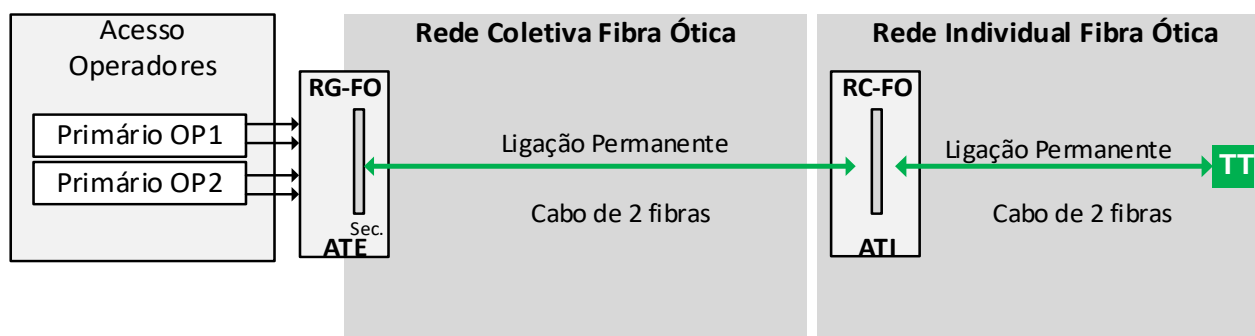 Acesso
Operadores
Primário OP1
Primário OP2
RG-FO
Sec.
ATE
Rede Coletiva Fibra Ótica
Ligação Permanente
Cabo de 2 fibras
Rede Individual Fibra Ótica
RC-FO
ATI
Ligação Permanente
Cabo de 2 fibras
TT